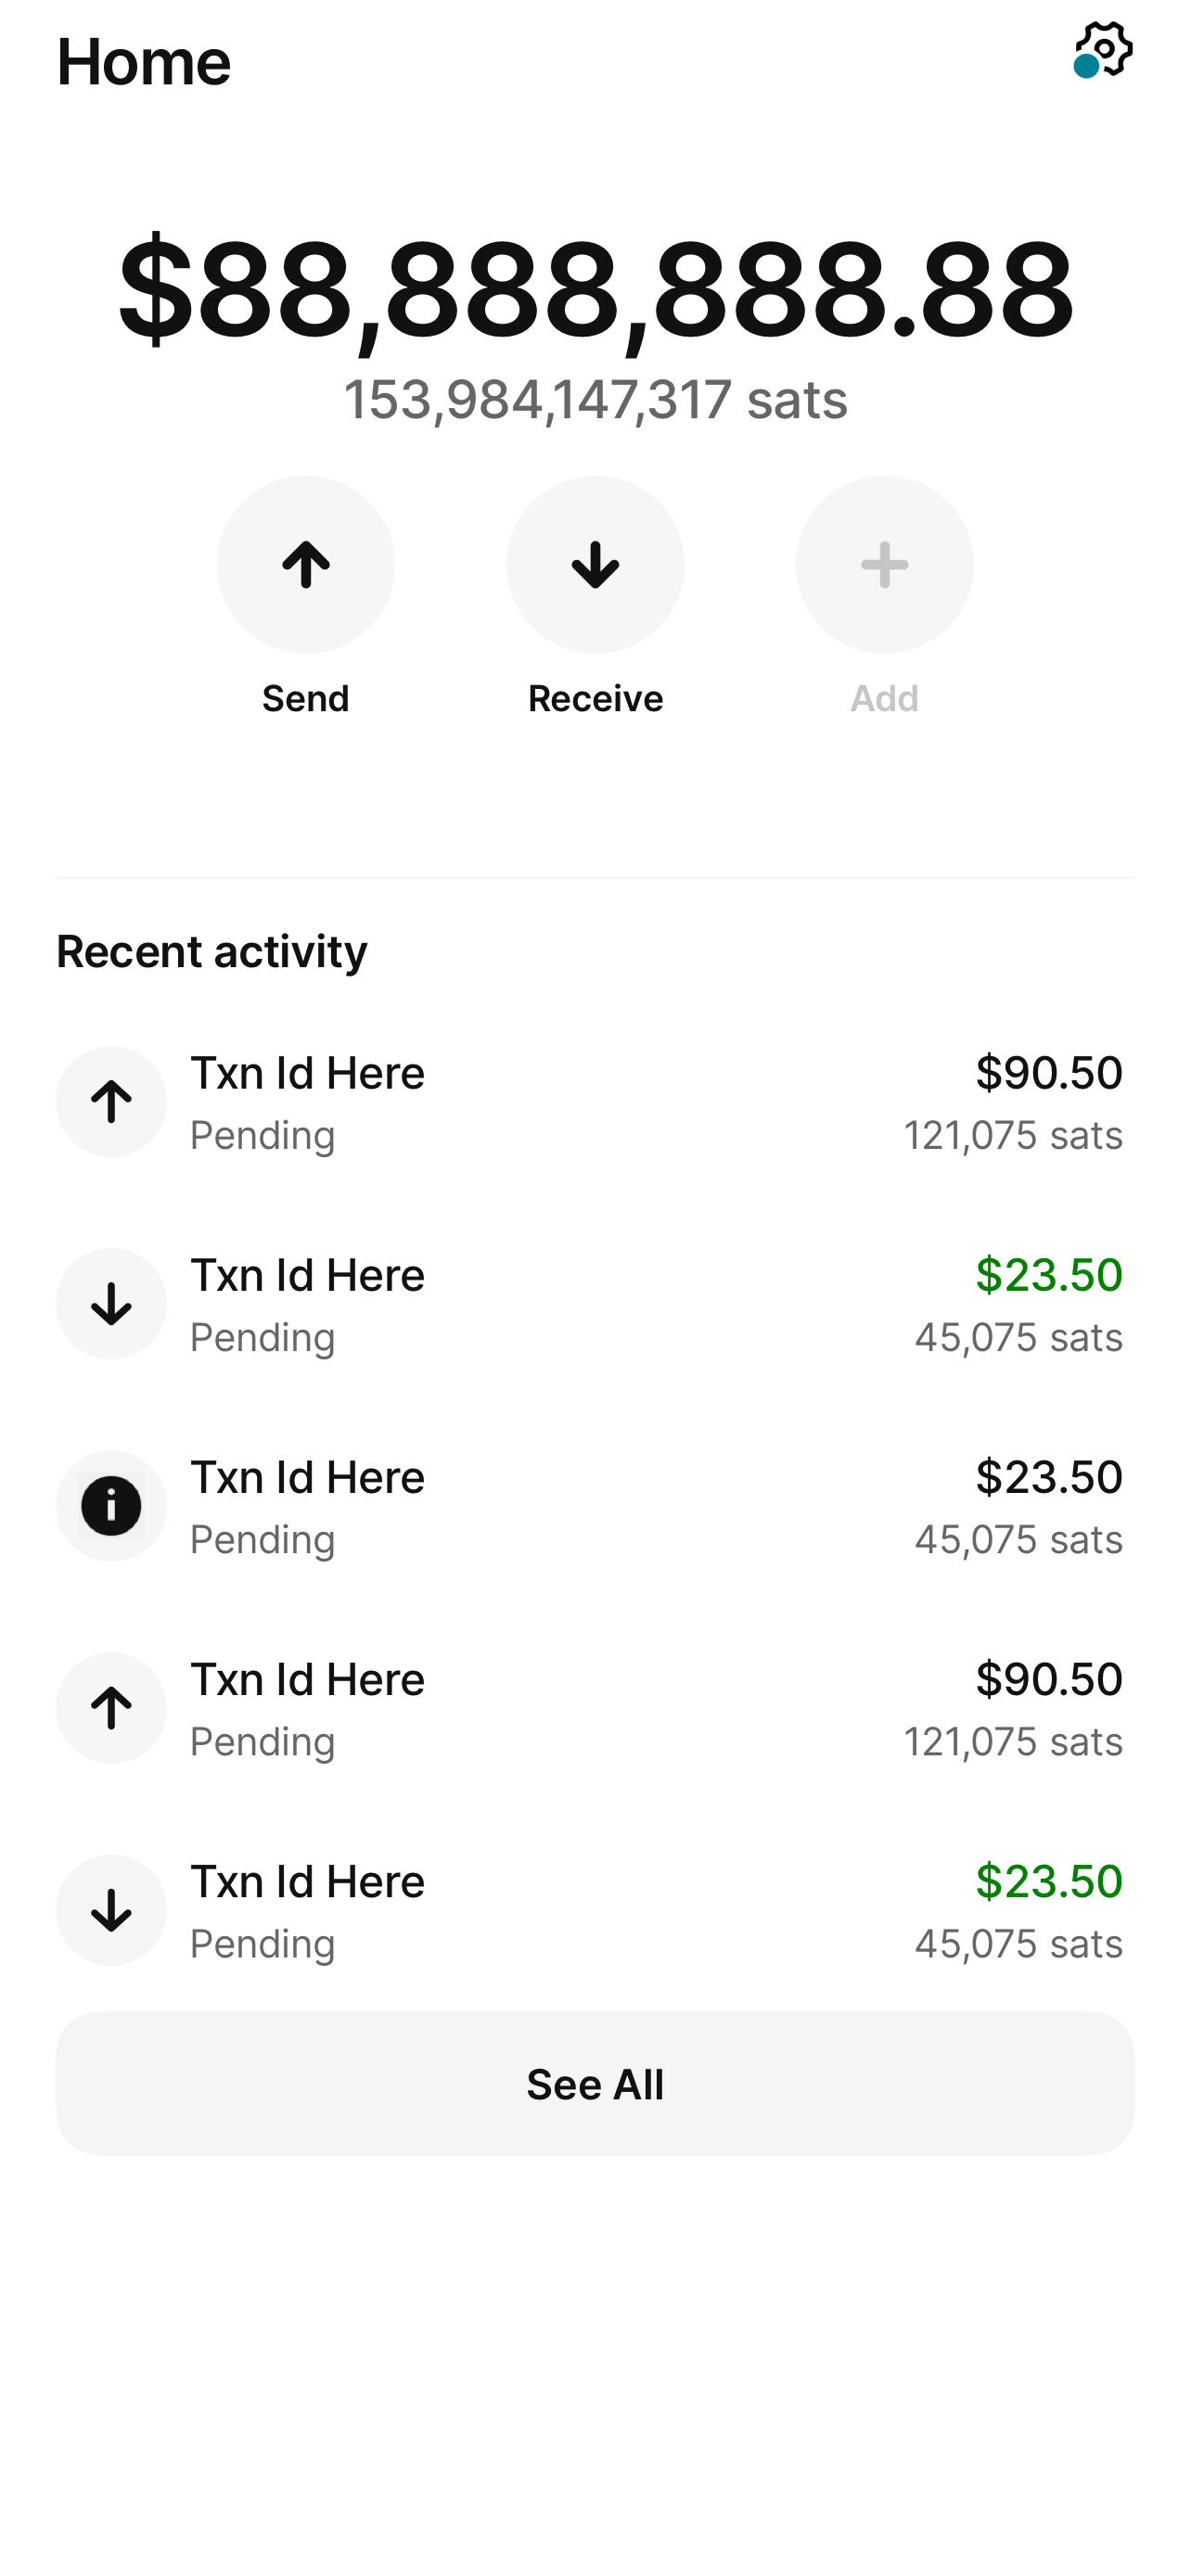 Home
$88,888,888.88
153,984,147,317 sats
Send
Receive
Add
Recent activity
Txn Id Here
$90.50
Pending
121,075 sats
Txn Id Here
$23.50
Pending
45,075 sats
Txn Id Here
$23.50
Pending
45,075 sats
Txn Id Here
$90.50
Pending
121,075 sats
Txn Id Here
$23.50
Pending
45,075 sats
See All